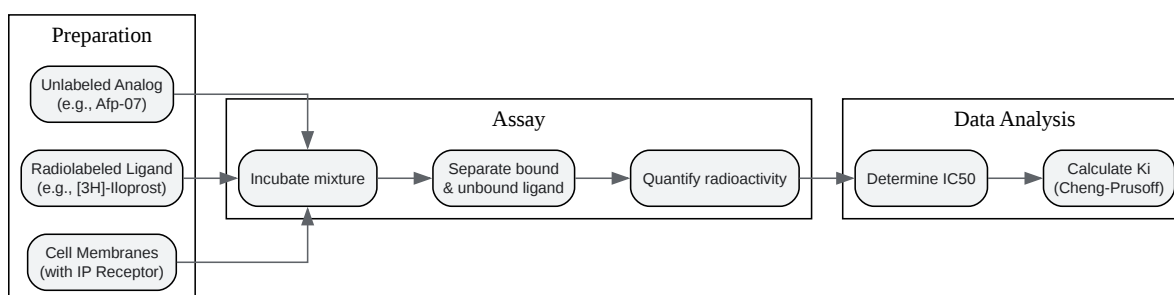 Preparation
Unlabeled Analog
(e.g., Afp-07)
Radiolabeled Ligand
(e.g., [3H]-Iloprost)
Cell Membranes
(with IP Receptor)
Assay
Incubate mixture
Separate bound
& unbound ligand
Quantify radioactivity
Data Analysis
Determine IC50
Calculate Ki
(Cheng-Prusoff)